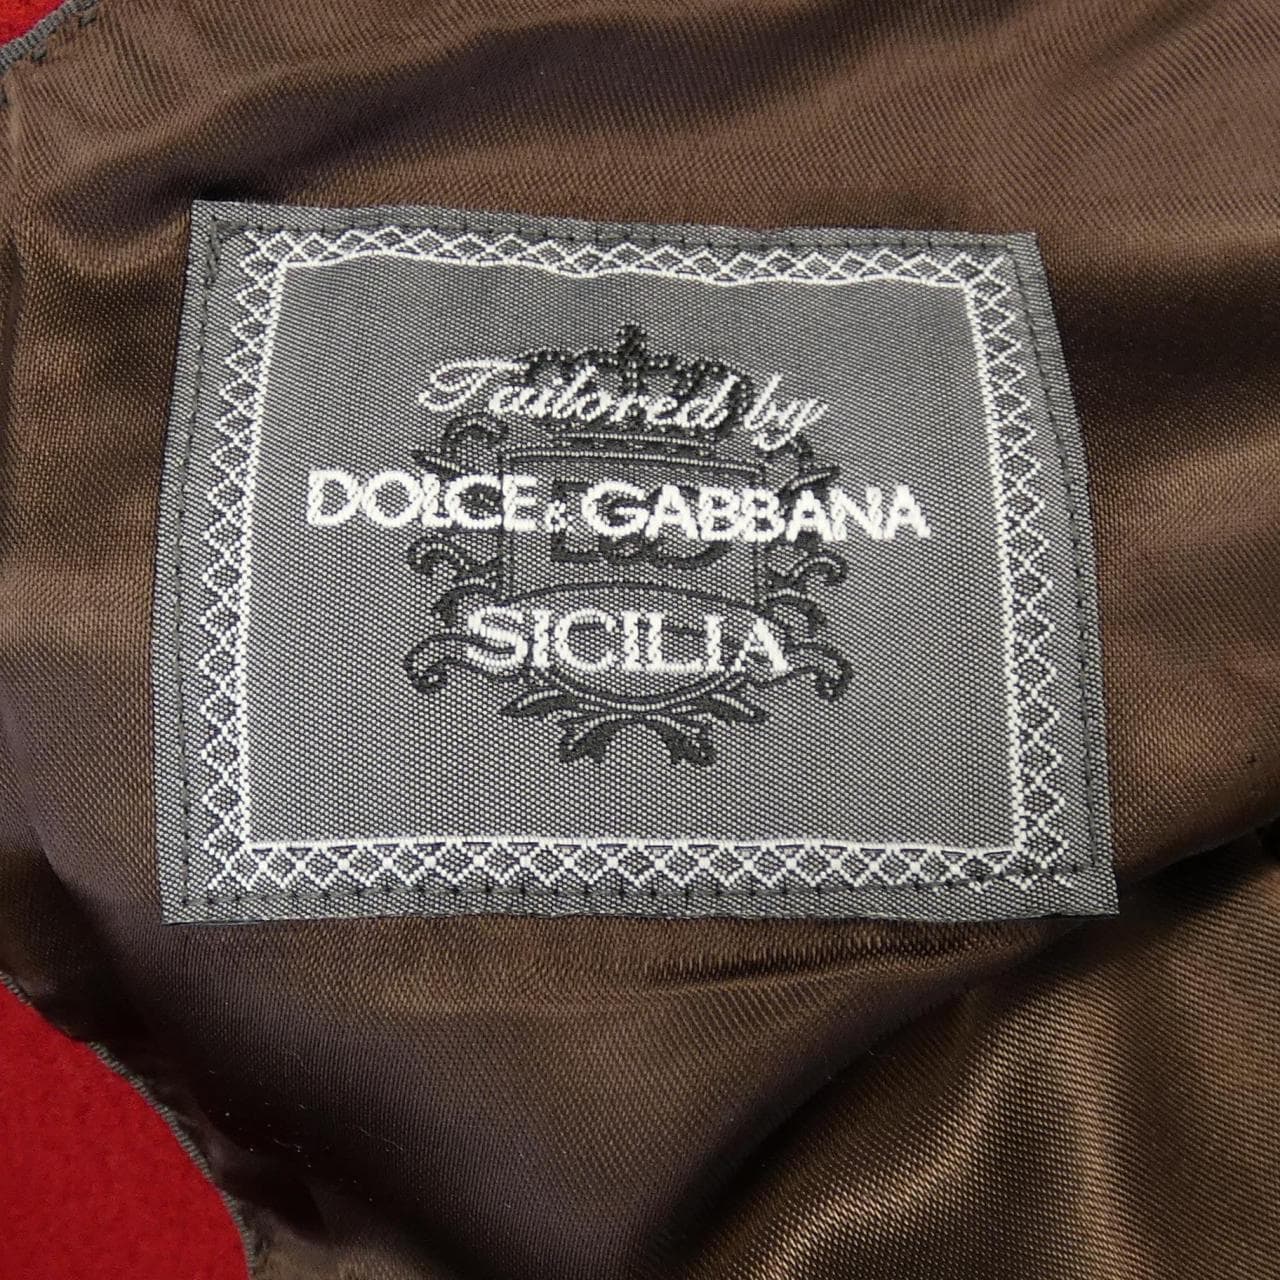 Tailored by
DOLCE & GABBANA
SICILIA